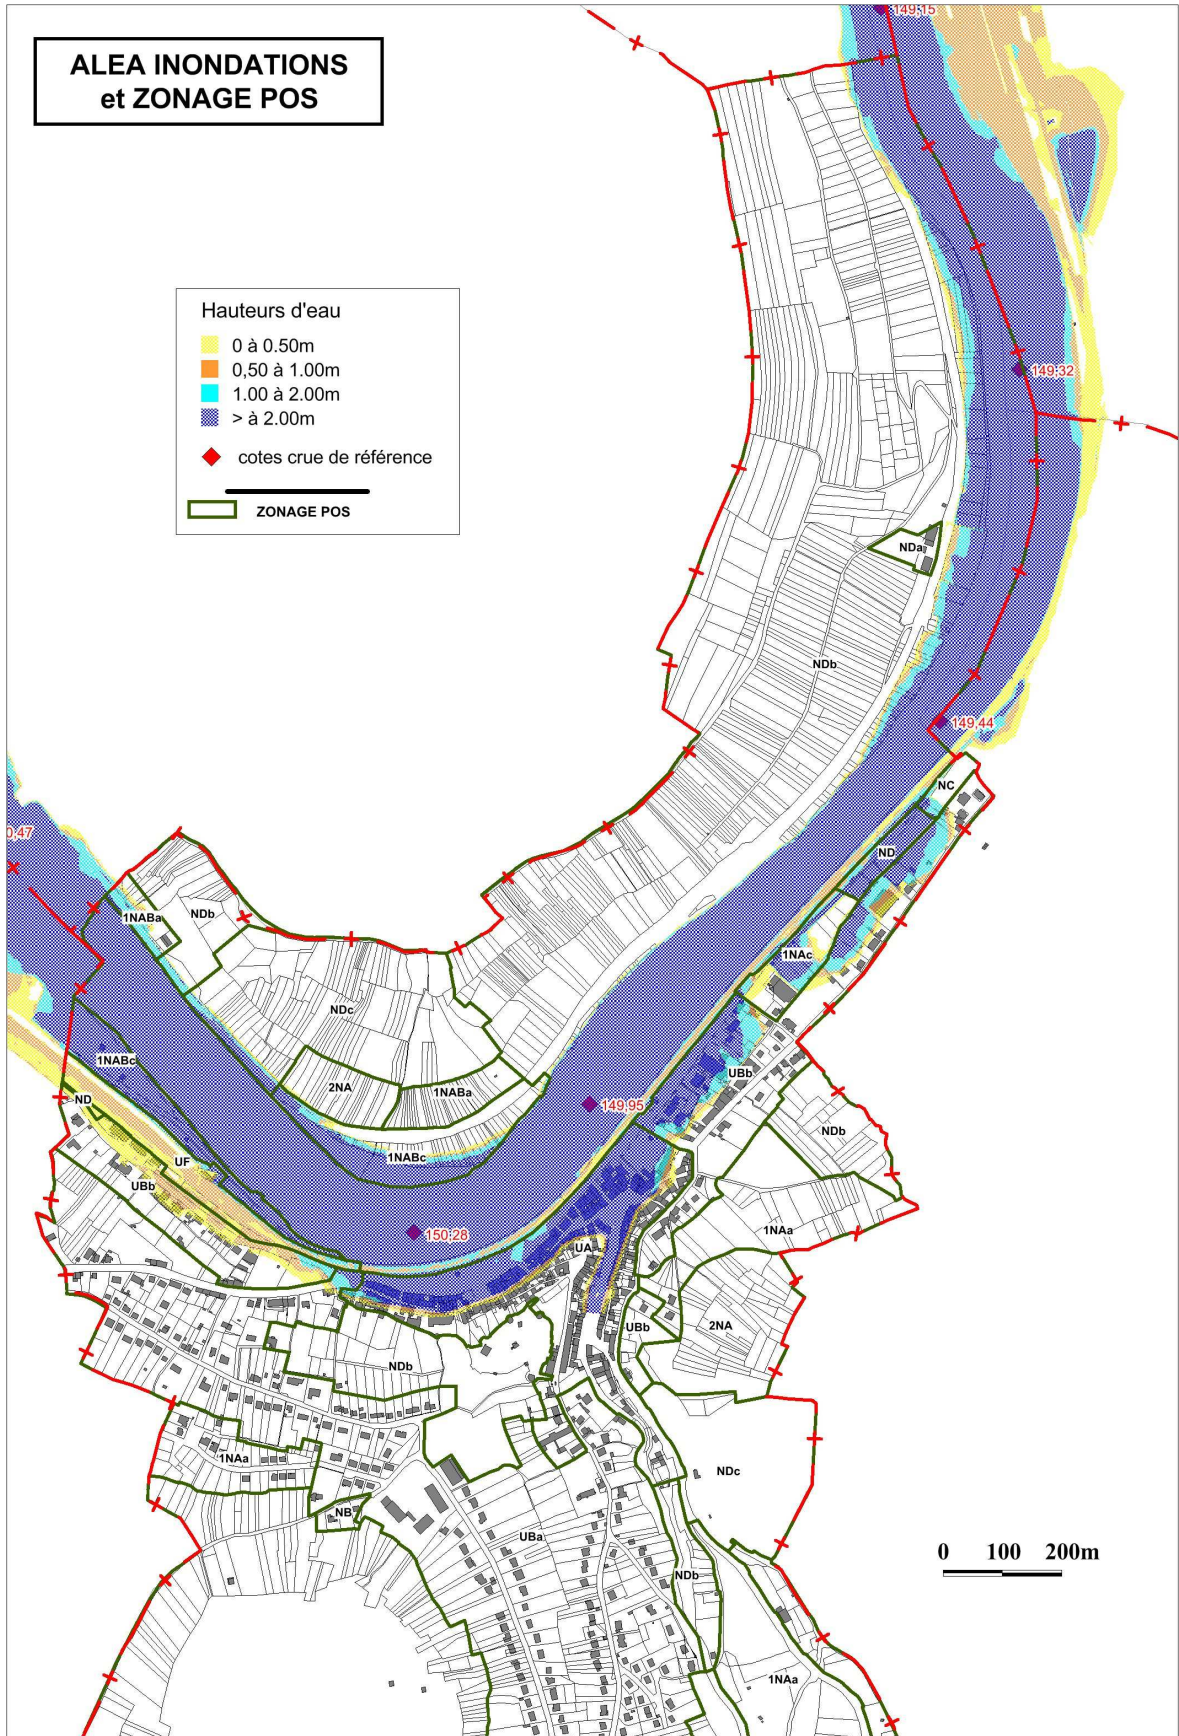 ALEA INONDATIONS
et ZONAGE POS
149,15
Hauteurs d'eau
0 à 0.50m
0,50 à 1.00m
1.00 à 2.00m
> à 2.00m
cotes crue de référence
ZONAGE POS
149,32
NDa
NDb
149,44
NC
0,47
ND
1NABa
NDb
1NAc
NDc
1NABc
2NA
1NABa
UBb
ND
149,95
NDb
1NABc
UF
UBb
150,28
1NAa
UA
UBb
2NA
NDb
1NAa
NDc
NB
UBa
NDb
0 100 200m
1NAa